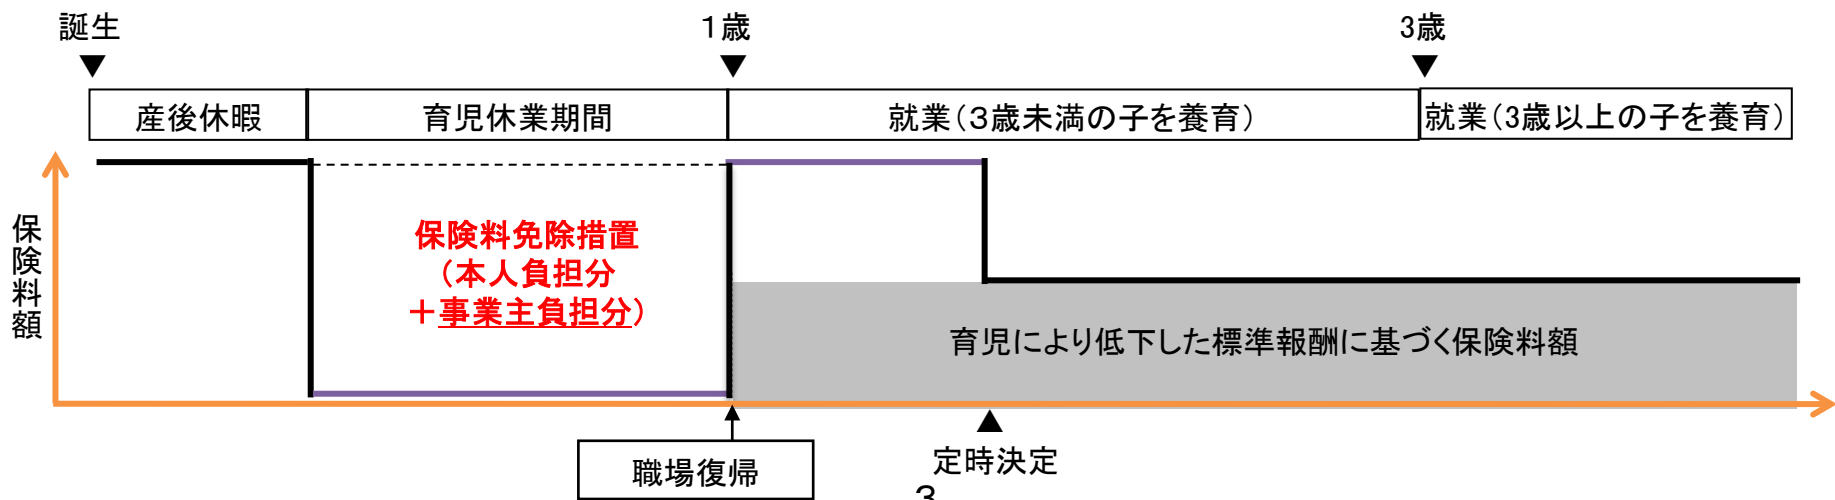 誕生
1歳
3歳
産後休暇
育児休業期間
就業(3歳未満の子を養育)
就業(3歳以上の子を養育)
保険料額
保険料免除措置
(本人負担分
+事業主負担分)
育児により低下した標準報酬に基づく保険料額
職場復帰
定時決定
3